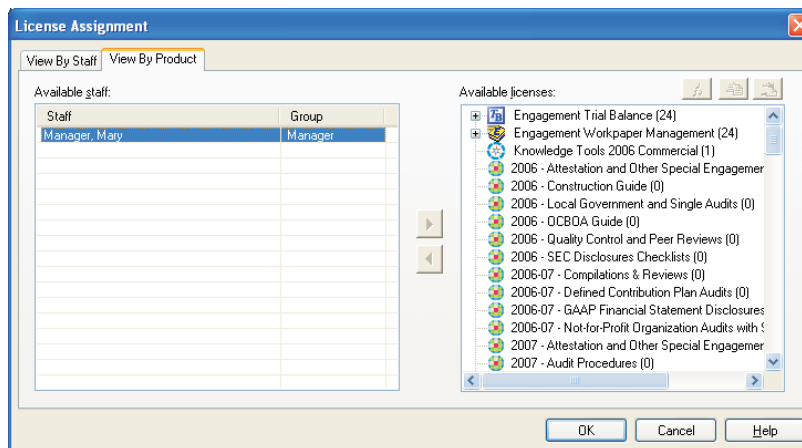 License Assignment
View By Staff
View By Product
Available staff:
Staff Group
Manager, Mary Manager
Available licenses:
Engagement Trial Balance (24)
Engagement Workpaper Management (24)
Knowledge Tools 2006 Commercial (1)
2006 - Attestation and Other Special Engagemen
2006 - Construction Guide (0)
2006 - Local Government and Single Audits (0)
2006 - OCBOA Guide (0)
2006 - Quality Control and Peer Reviews (0)
2006 - SEC Disclosures Checklists (0)
2006-07 - Compilations & Reviews (0)
2006-07 - Defined Contribution Plan Audits (0)
2006-07 - GAAP Financial Statement Disclosures
2006-07 - Not-for-Profit Organization Audits with S
2007 - Attestation and Other Special Engagemen
2007 - Audit Procedures (0)
OK Cancel Help